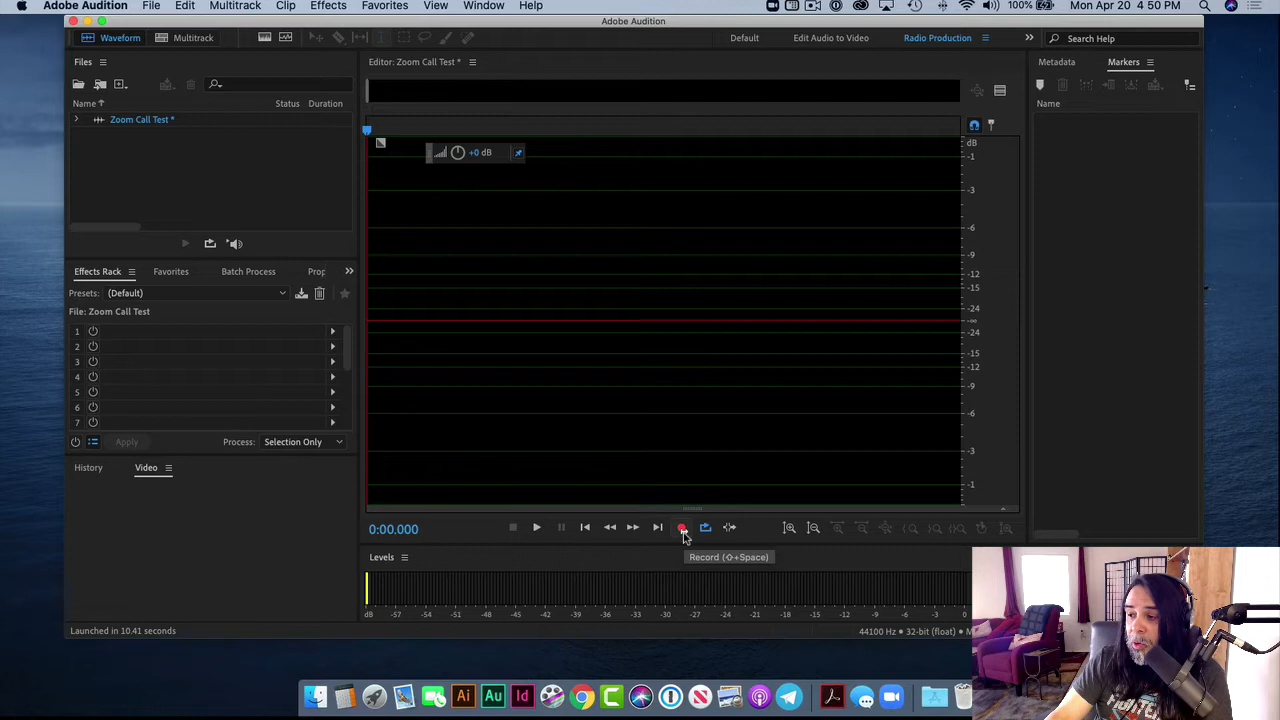 Adobe Audition File Edit Multitrack Clip Effects Favorites View Window Help 100% Mon Apr 20 4:50 PM
Adobe Audition
Waveform Multitrack Default Edit Audio to Video Radio Production Search Help
Files Editor: Zoom Call Test * Metadata Markers
Name Status Duration Name
Zoom Call Test *
+0 dB
dB
-1
-3
-6
-9
-12
-15
-24
-∞
-24
-15
-12
-9
-6
-3
-1
Effects Rack Favorites Batch Process Prop
Presets: (Default)
File: Zoom Call Test
1
2
3
4
5
6
7
Apply Process: Selection Only
History Video
0:00.000
Record (⇧+Space)
Levels
dB -57 -54 -51 -48 -45 -42 -39 -36 -33 -30 -27 -24 -21 -18 -15 -12 -9 -6 -3 0
Launched in 10.41 seconds 44100 Hz • 32-bit (float) •
Ai Au Id